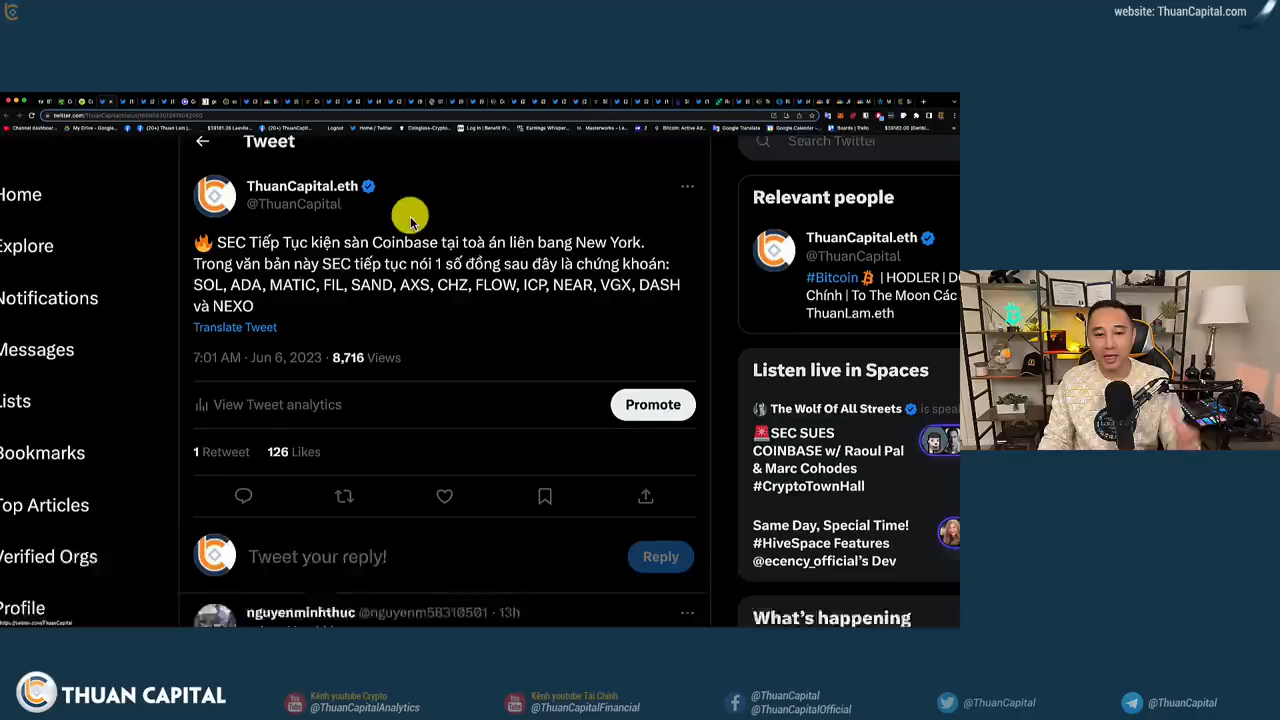 website: ThuanCapital.com
Tweet
Search Twitter
Home
Explore
Notifications
Messages
Lists
Bookmarks
Top Articles
Verified Orgs
Profile
ThuanCapital.eth
@ThuanCapital
🔥 SEC Tiếp Tục kiện sàn Coinbase tại toà án liên bang New York.
Trong văn bản này SEC tiếp tục nói 1 số đồng sau đây là chứng khoán:
SOL, ADA, MATIC, FIL, SAND, AXS, CHZ, FLOW, ICP, NEAR, VGX, DASH
và NEXO
Translate Tweet
7:01 AM · Jun 6, 2023 · 8,716 Views
View Tweet analytics
Promote
1 Retweet 126 Likes
Tweet your reply!
Reply
nguyenminhthuc @nguyenm58310501 · 13h
Relevant people
ThuanCapital.eth
@ThuanCapital
#Bitcoin | HODLER | D
Chính | To The Moon Các
ThuanLam.eth
Listen live in Spaces
The Wolf Of All Streets is speak
🚨SEC SUES
COINBASE w/ Raoul Pal
& Marc Cohodes
#CryptoTownHall
Same Day, Special Time!
#HiveSpace Features
@ecency_official's Dev
What's happening
THUAN CAPITAL
Kênh youtube Crypto
@ThuanCapitalAnalytics
Kênh youtube Tài Chính
@ThuanCapitalFinancial
@ThuanCapital
@ThuanCapitalOfficial
@ThuanCapital
@ThuanCapital